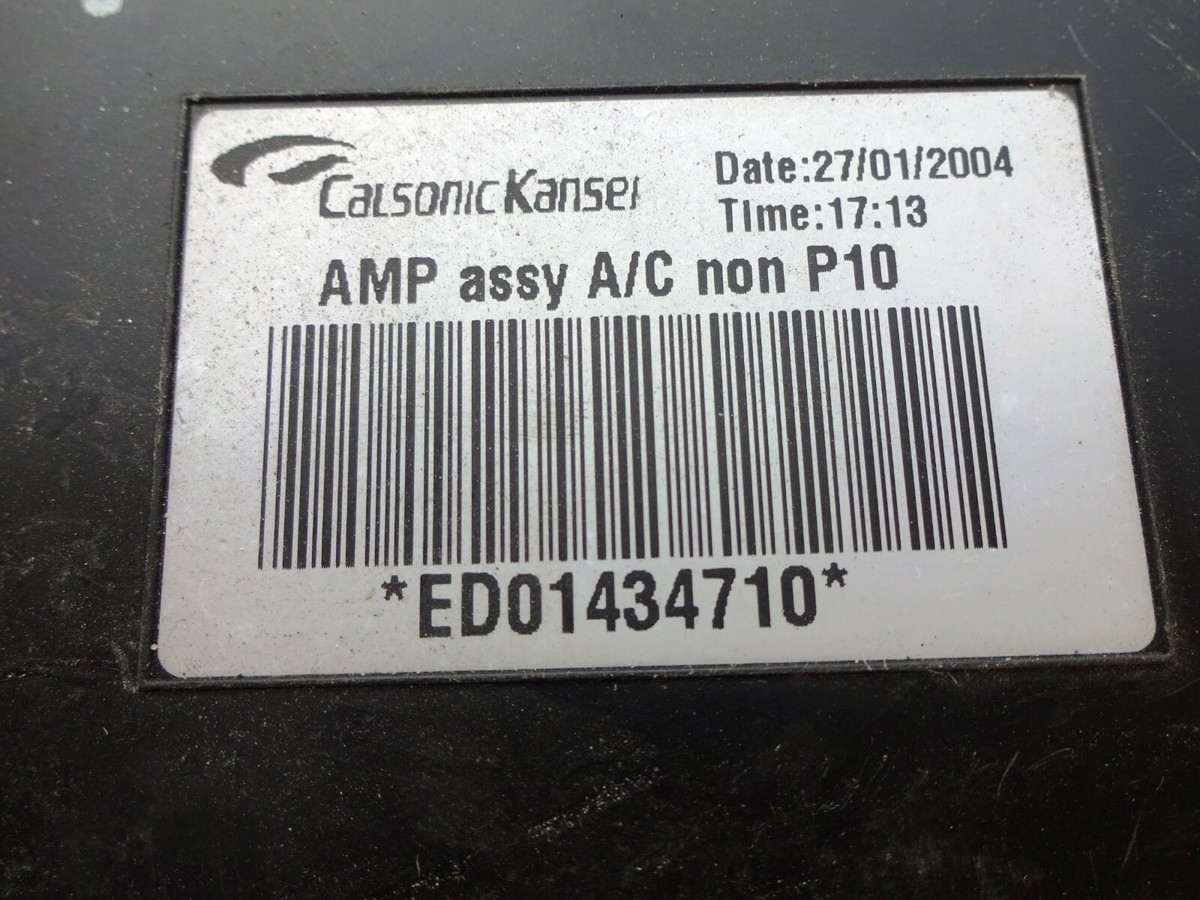 CalsonicKansei
Date:27/01/2004
Time:17:13
AMP assy A/C non P10
*ED01434710*